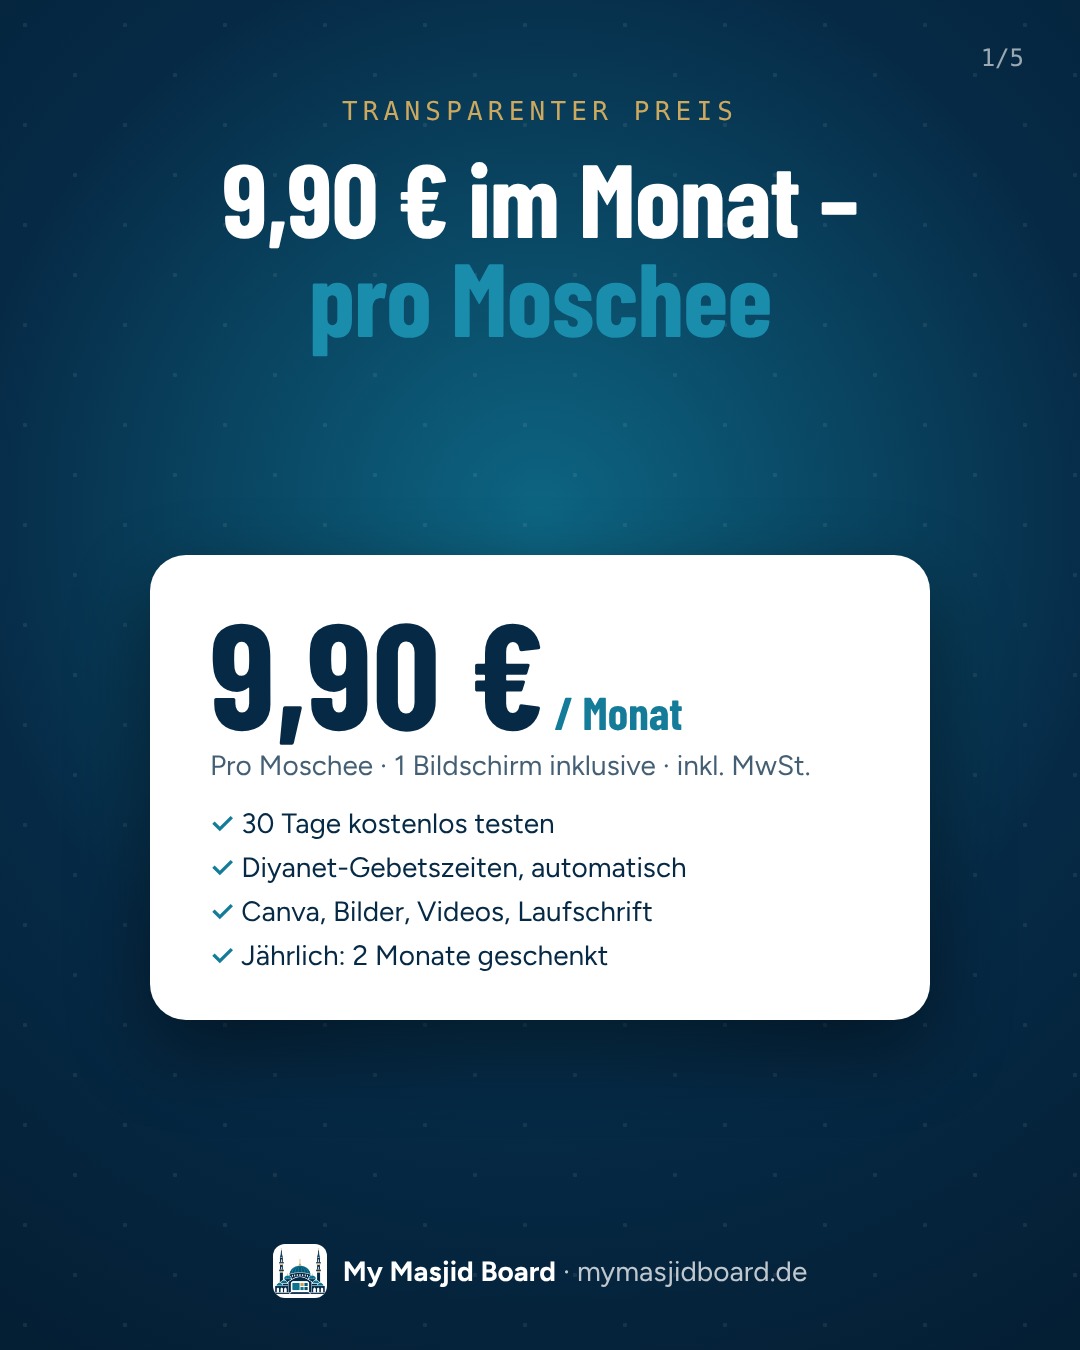 1/5
TRANSPARENTER PREIS
9,90 € im Monat –
pro Moschee
9,90 € / Monat
Pro Moschee · 1 Bildschirm inklusive · inkl. MwSt.
✓ 30 Tage kostenlos testen
✓ Diyanet-Gebetszeiten, automatisch
✓ Canva, Bilder, Videos, Laufschrift
✓ Jährlich: 2 Monate geschenkt
My Masjid Board · mymasjidboard.de